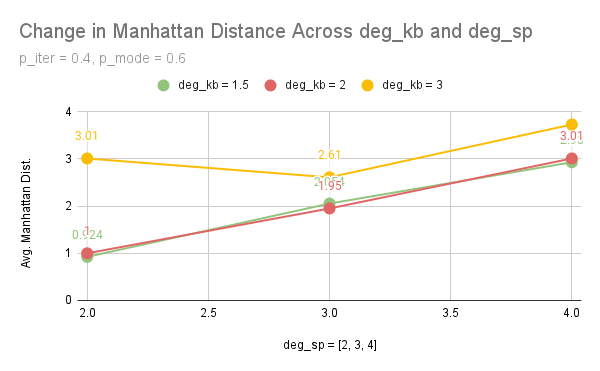 Change in Manhattan Distance Across deg_kb and deg_sp
p_iter = 0.4, p_mode = 0.6
deg_kb = 1.5 deg_kb = 2 deg_kb = 3
Avg. Manhattan Dist.
4
3
2
1
0
3.01
2.61
3.01
1.95
1
0.924
2.0 2.5 3.0 3.5 4.0
deg_sp = [2, 3, 4]